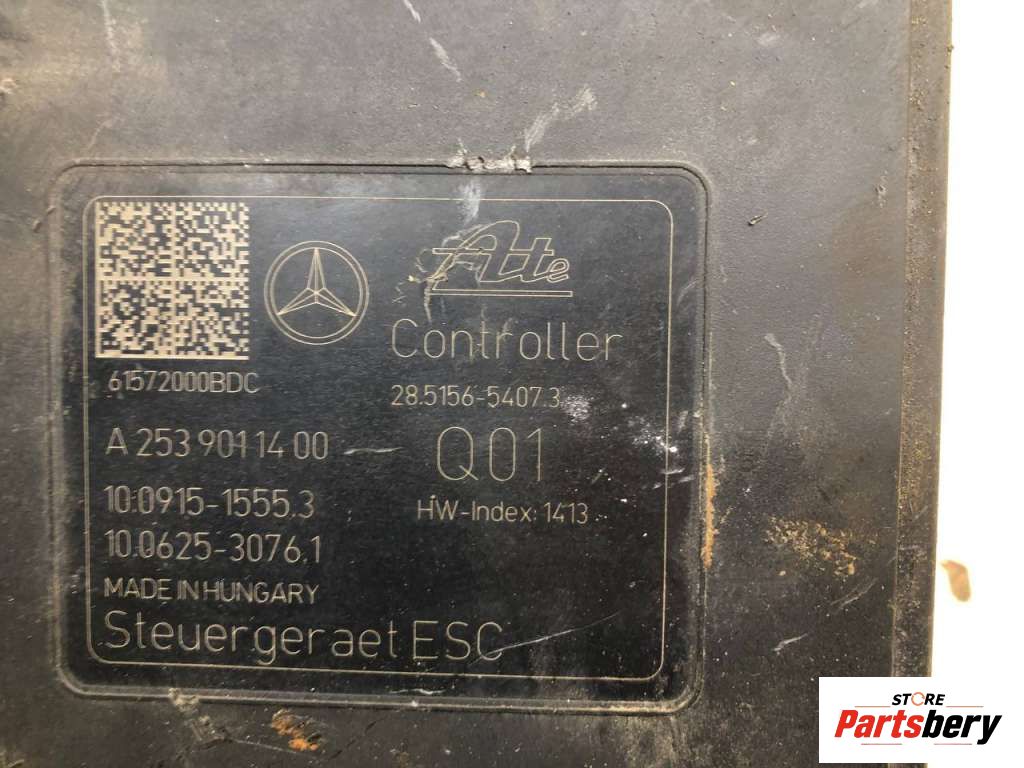 Ate
Controller
61572000BDC
28.5156-5407.3
A 253 901 14 00
Q01
10.0915-1555.3
HW-Index: 1413
10.0625-3076.1
MADE IN HUNGARY
Steuergeraet ESC
STORE
Partsbery